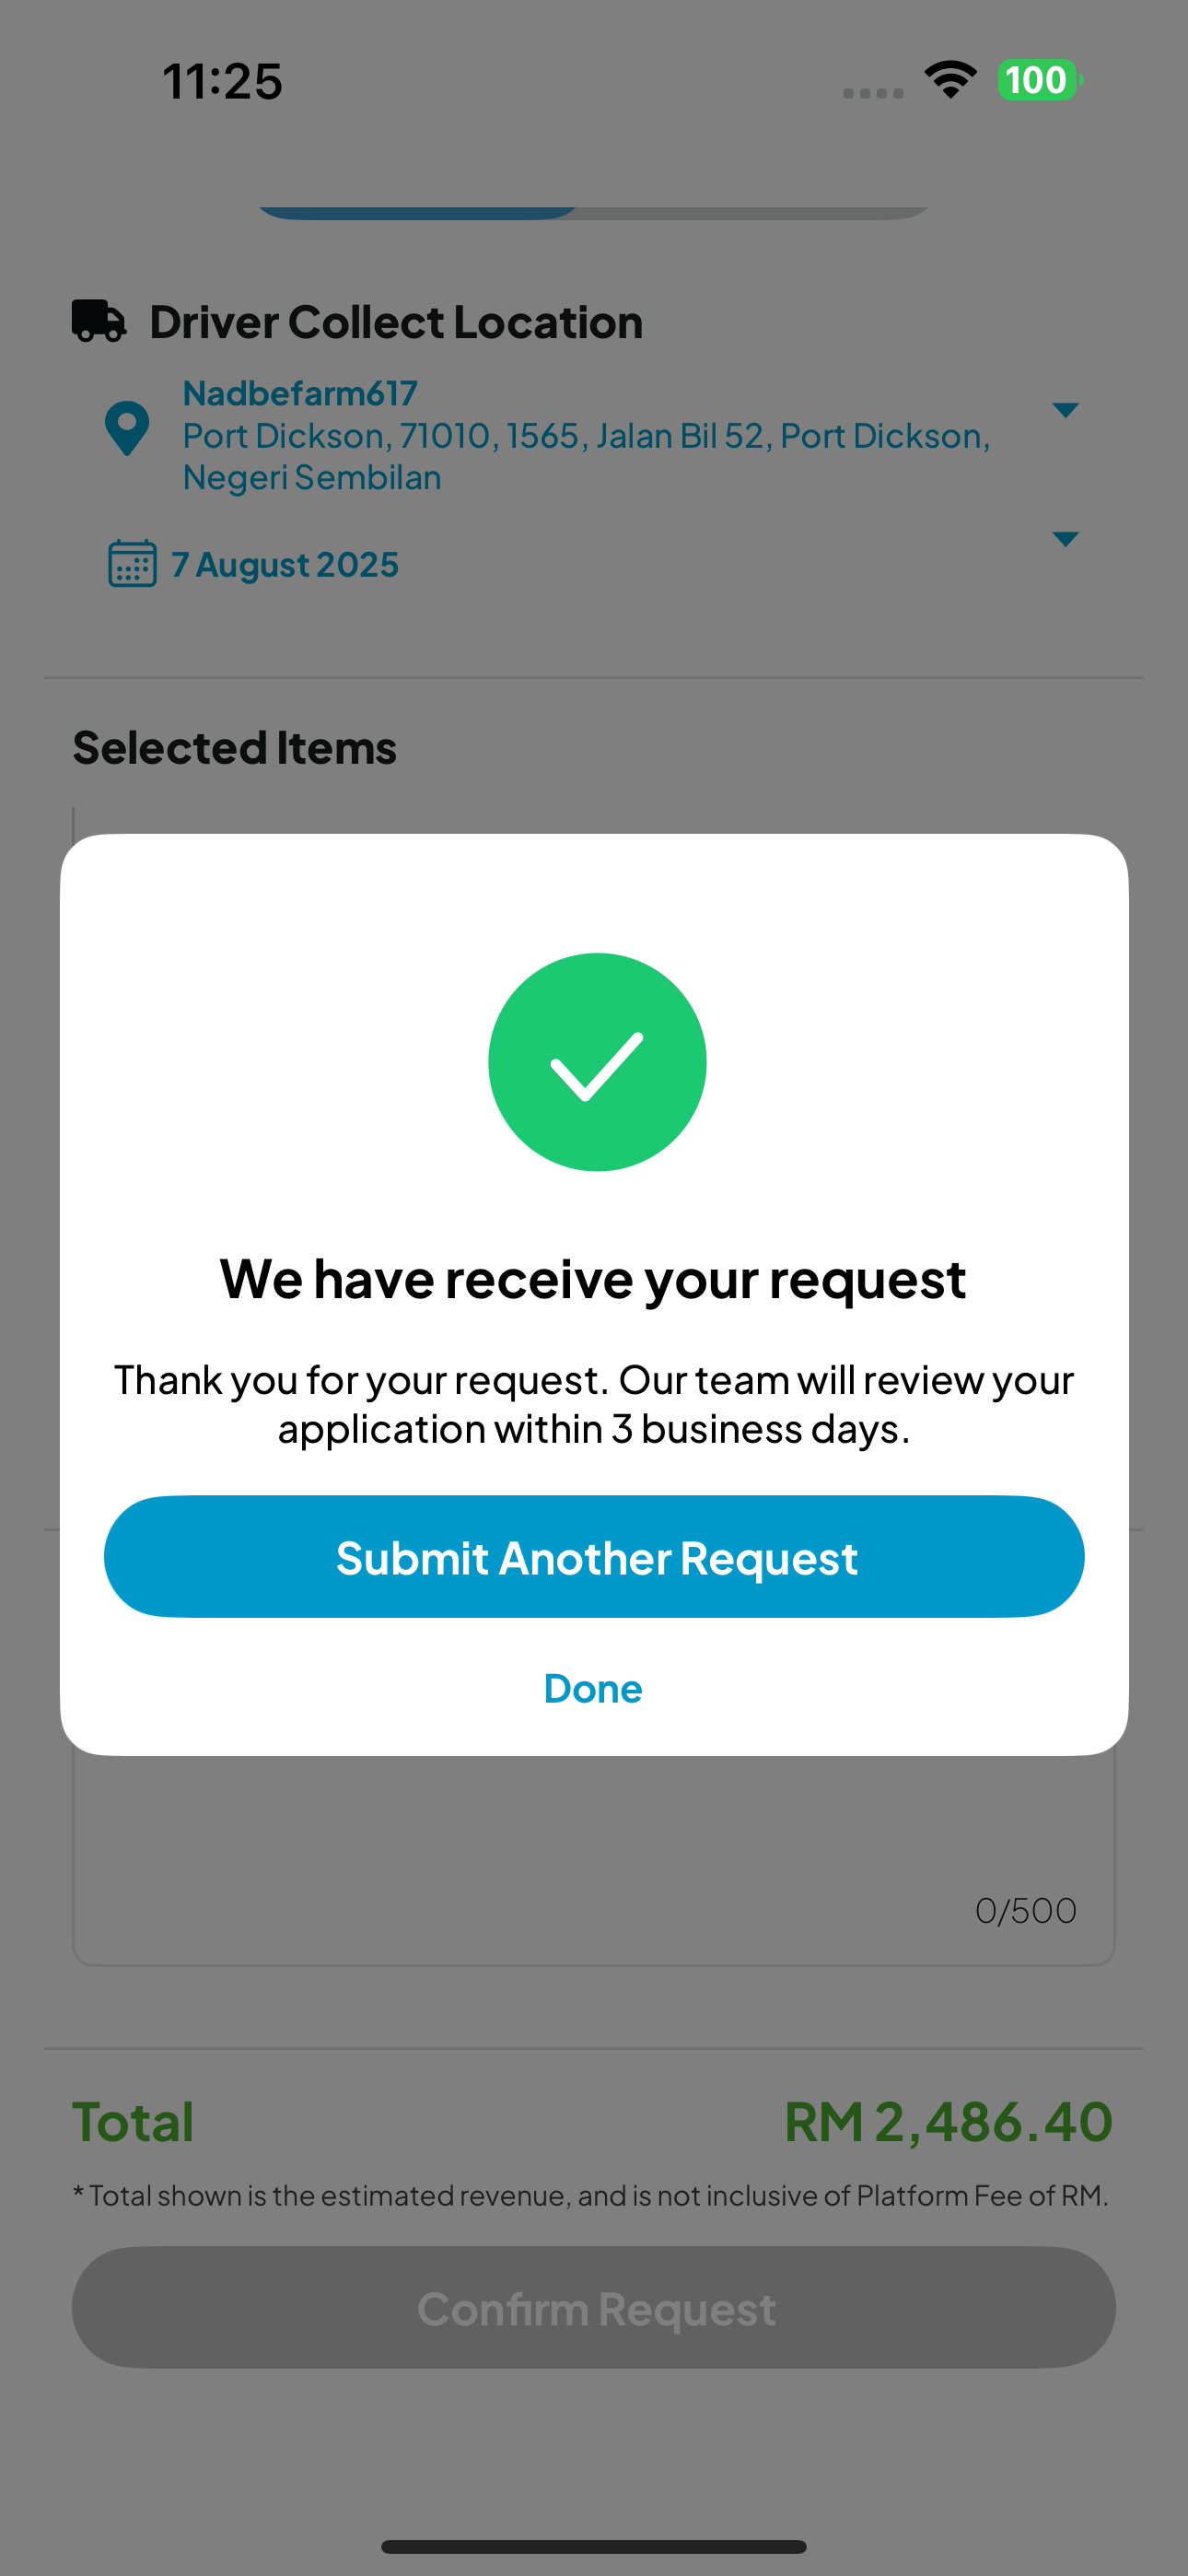 11:25
100
Driver Collect Location
Nadbefarm617
Port Dickson, 71010, 1565, Jalan Bil 52, Port Dickson,
Negeri Sembilan
7 August 2025
Selected Items
We have receive your request
Thank you for your request. Our team will review your
application within 3 business days.
Submit Another Request
Done
0/500
Total RM 2,486.40
* Total shown is the estimated revenue, and is not inclusive of Platform Fee of RM.
Confirm Request